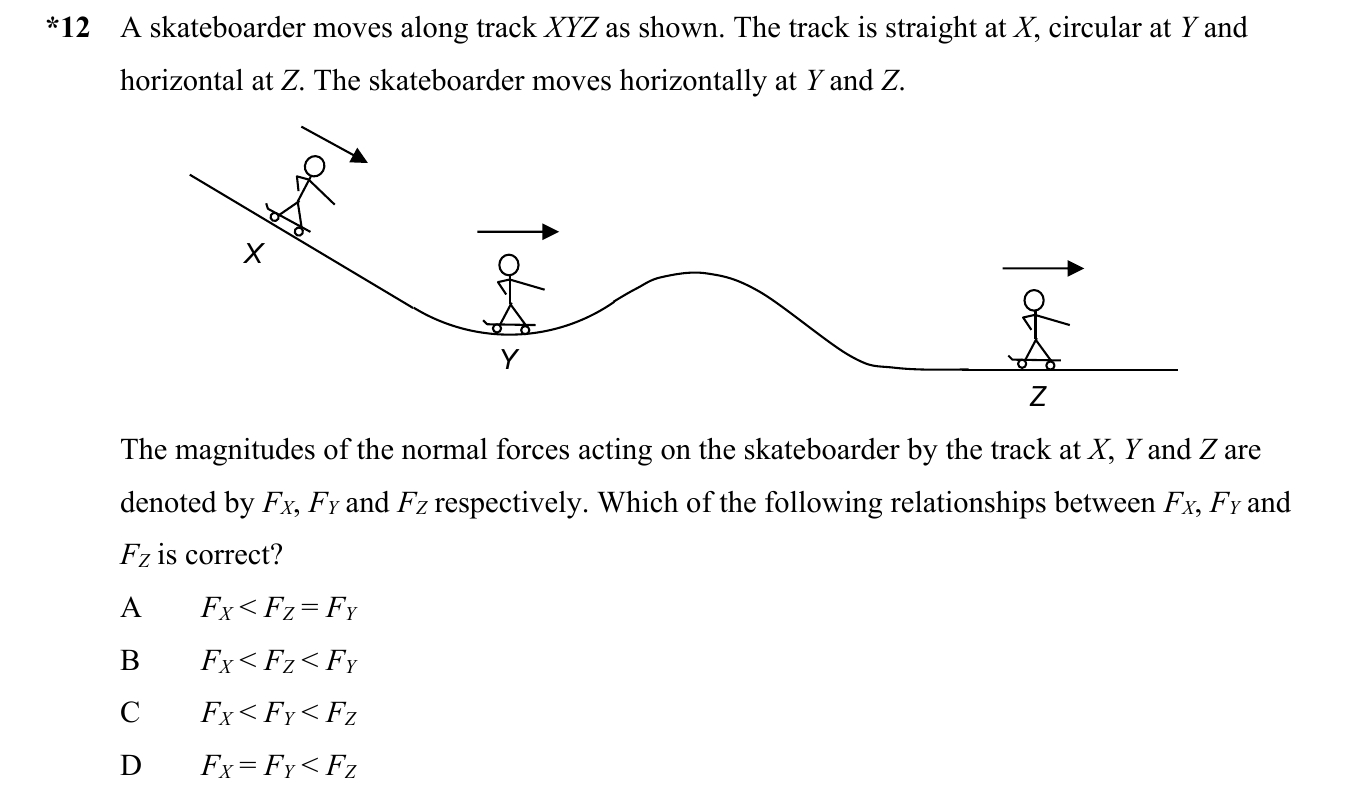 *12 A skateboarder moves along track XYZ as shown. The track is straight at X, circular at Y and
horizontal at Z. The skateboarder moves horizontally at Y and Z.
X
Y
Z
The magnitudes of the normal forces acting on the skateboarder by the track at X, Y and Z are
denoted by FX, FY and FZ respectively. Which of the following relationships between FX, FY and
FZ is correct?
A FX < FZ = FY
B FX < FZ < FY
C FX < FY < FZ
D FX = FY < FZ